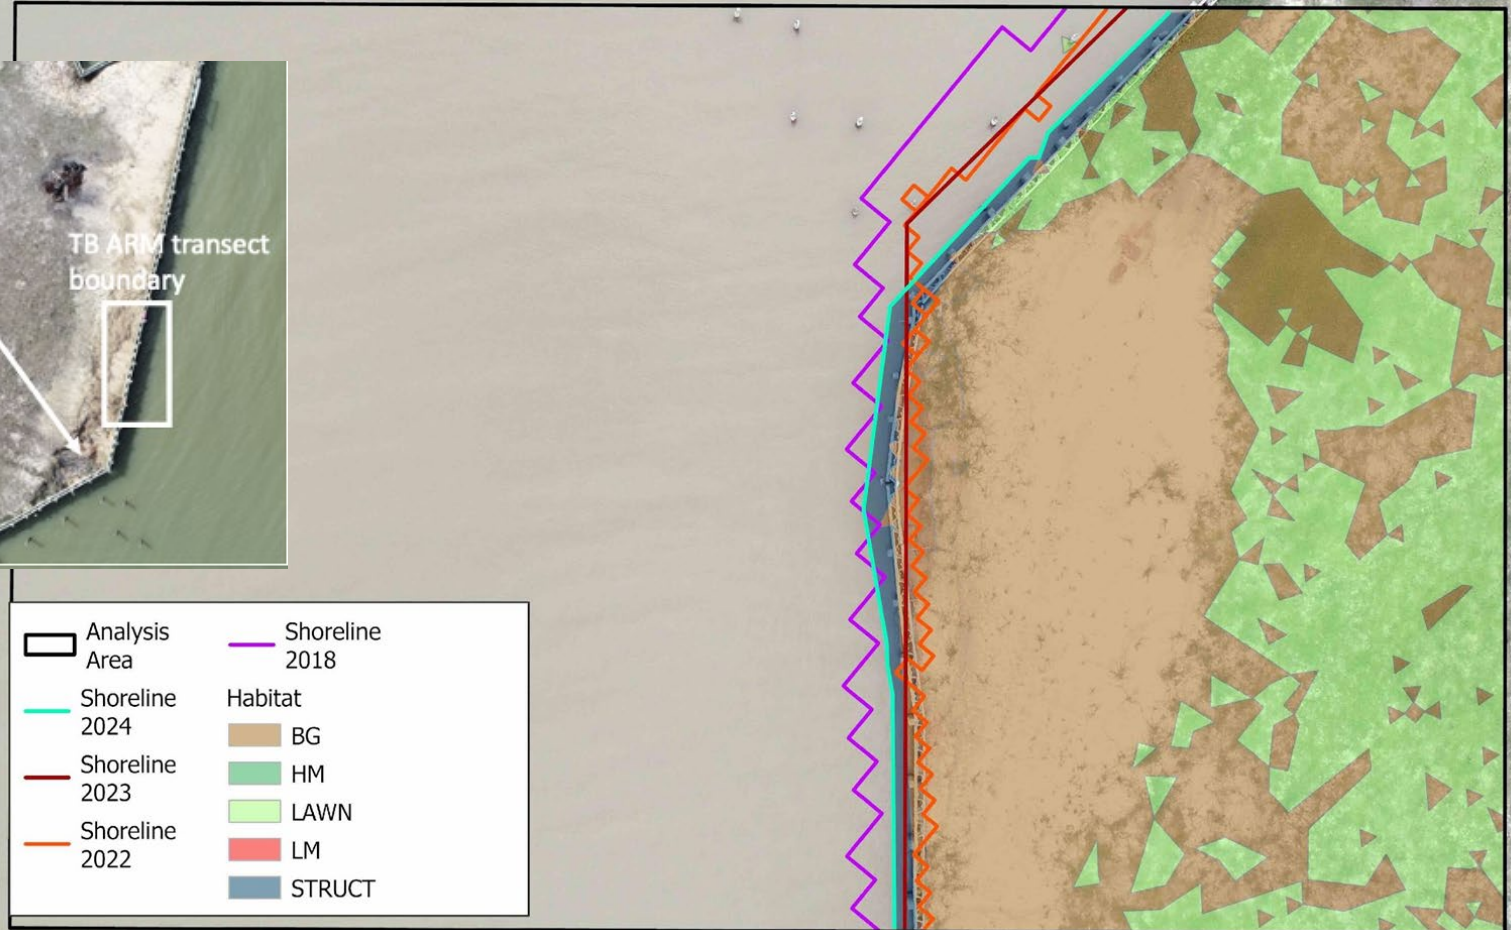 TB ARM transect
boundary
Analysis
Area
Shoreline
2024
Shoreline
2023
Shoreline
2022
Shoreline
2018
Habitat
BG
HM
LAWN
LM
STRUCT